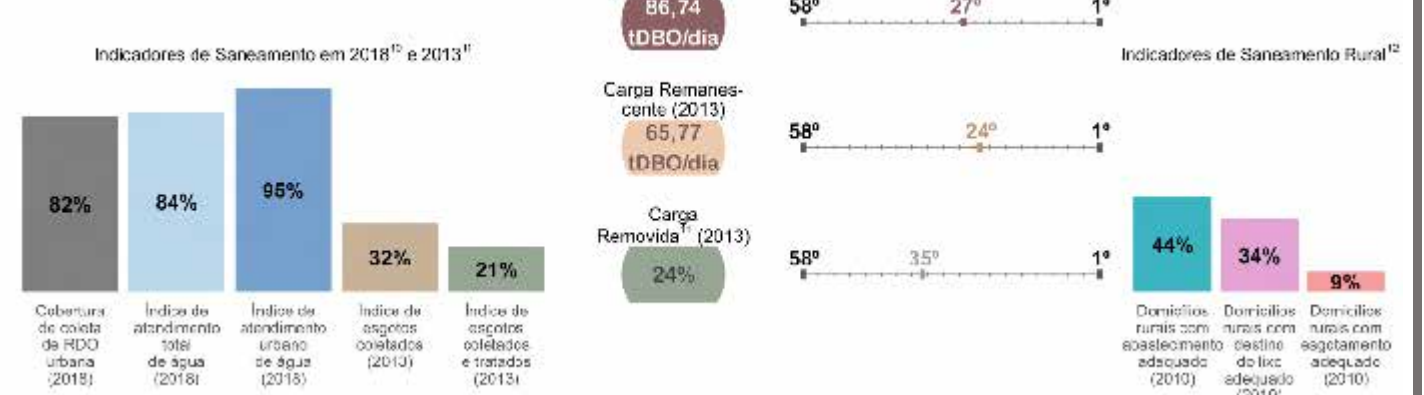 86,74
tDBO/dia
58º
27º
1º
Indicadores de Saneamento em 2018¹⁰ e 2013¹¹
Carga Remanes-
cente (2013)
65,77
tDBO/dia
58º
24º
1º
Carga
Removida¹¹ (2013)
24%
58º
35º
1º
82%
84%
95%
32%
21%
Cobertura
de coleta
de RDO
urbana
(2018)
Índice de
atendimento
total
de água
(2018)
Índice de
atendimento
urbano
de água
(2018)
Índice de
esgotos
coletados
(2013)
Índice de
esgotos
coletados
e tratados
(2013)
Indicadores de Saneamento Rural¹²
44%
34%
9%
Domicílios
rurais com
abastecimento
adequado
(2010)
Domicílios
rurais com
destino
do lixo
adequado
(2010)
Domicílios
rurais com
esgotamento
adequado
(2010)